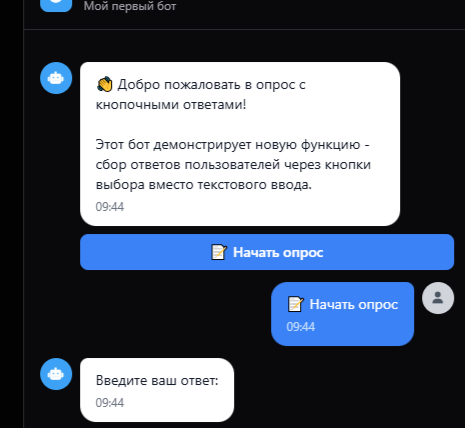 Мой первый бот
👋 Добро пожаловать в опрос с
кнопочными ответами!
Этот бот демонстрирует новую функцию -
сбор ответов пользователей через кнопки
выбора вместо текстового ввода.
09:44
📝 Начать опрос
📝 Начать опрос
09:44
Введите ваш ответ:
09:44